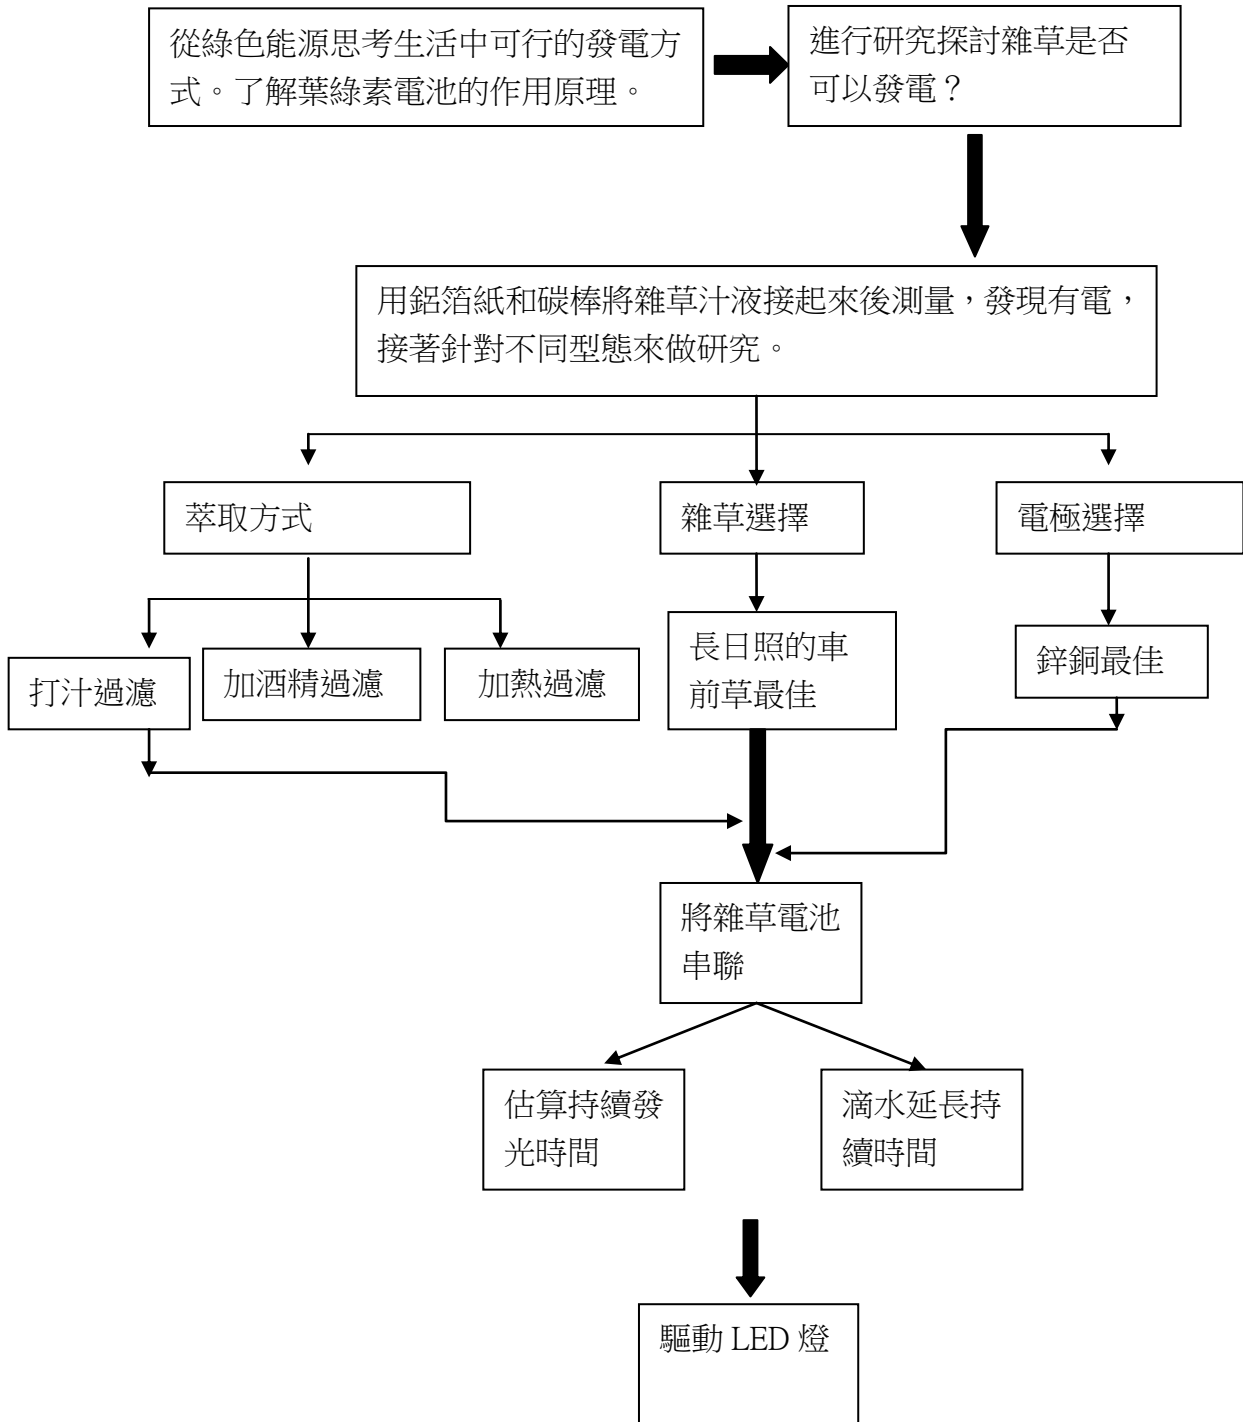 從綠色能源思考生活中可行的發電方
式。了解葉綠素電池的作用原理。
進行研究探討雜草是否
可以發電？
用鋁箔紙和碳棒將雜草汁液接起來後測量，發現有電，
接著針對不同型態來做研究。
萃取方式
雜草選擇
電極選擇
打汁過濾
加酒精過濾
加熱過濾
長日照的車
前草最佳
鋅銅最佳
將雜草電池
串聯
估算持續發
光時間
滴水延長持
續時間
驅動 LED 燈